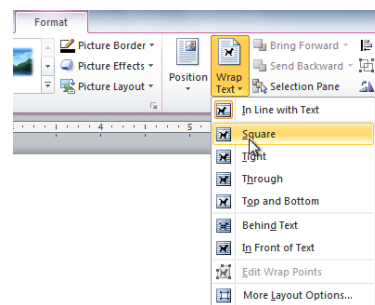 Format
Picture Border
Picture Effects
Picture Layout
Position
Wrap
Text
Bring Forward
Send Backward
Selection Pane
4
5
In Line with Text
Square
Tight
Through
Top and Bottom
Behind Text
In Front of Text
Edit Wrap Points
More Layout Options...